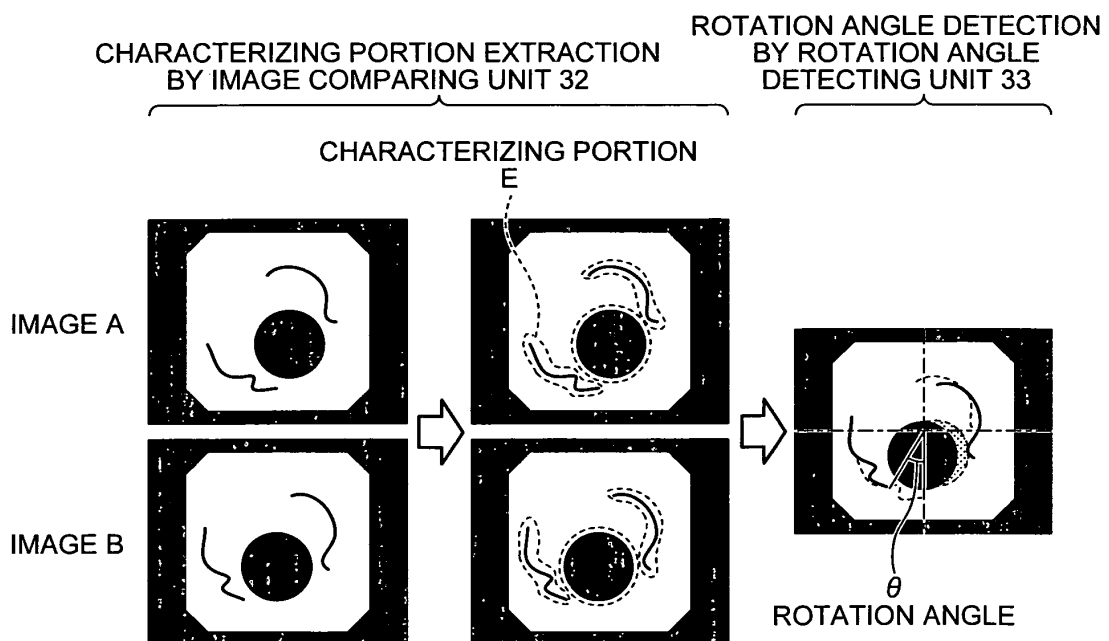 CHARACTERIZING PORTION EXTRACTION
BY IMAGE COMPARING UNIT 32
ROTATION ANGLE DETECTION
BY ROTATION ANGLE
DETECTING UNIT 33
CHARACTERIZING PORTION
E
IMAGE A
IMAGE B
θ
ROTATION ANGLE